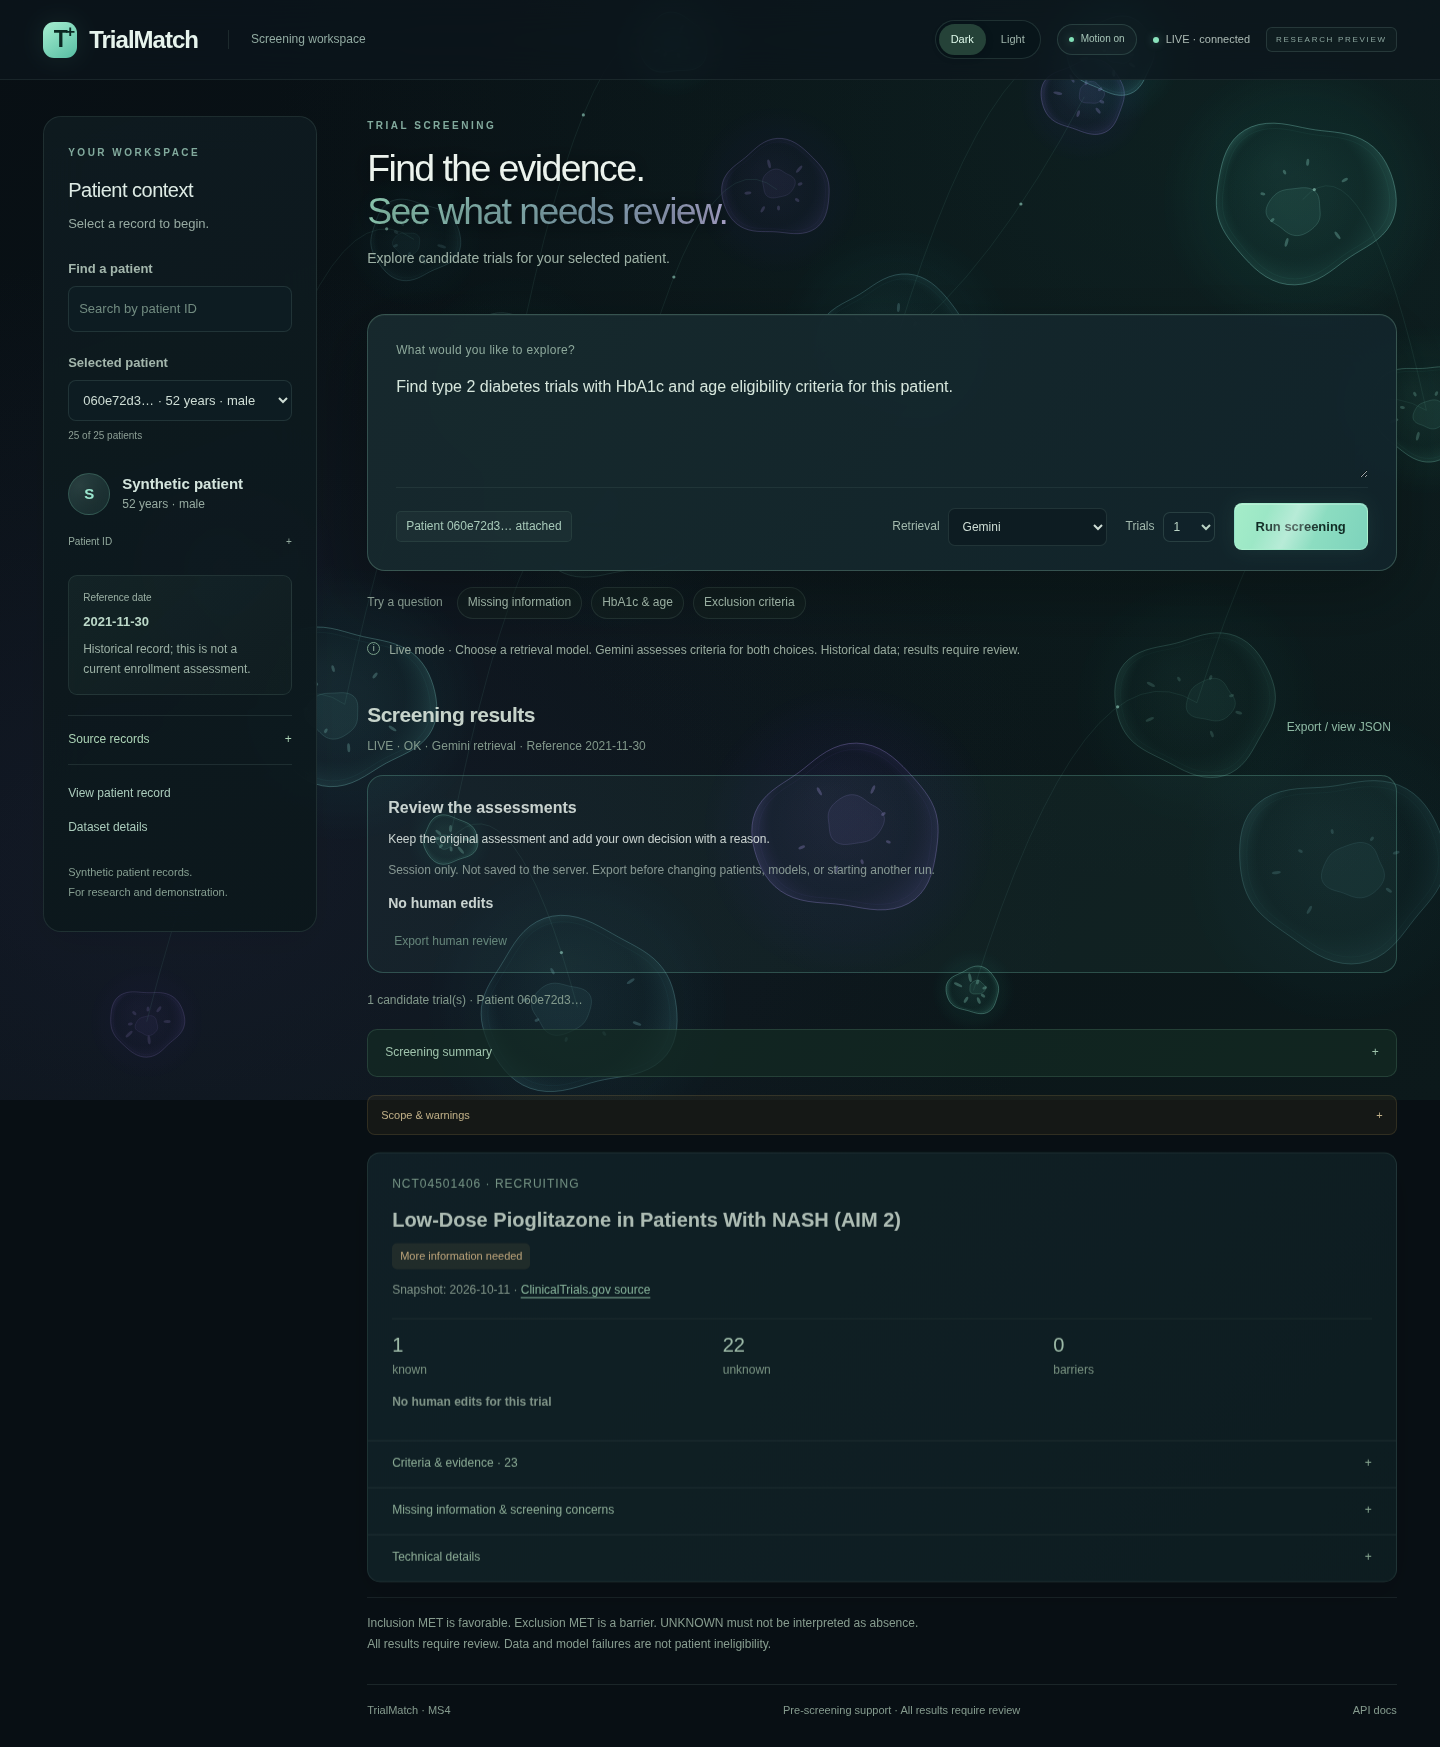 T+
TrialMatch
Screening workspace
Dark
Light
Motion on
LIVE · connected
RESEARCH PREVIEW
YOUR WORKSPACE
Patient context
Select a record to begin.
Find a patient
Search by patient ID
Selected patient
060e72d3… · 52 years · male
25 of 25 patients
S
Synthetic patient
52 years · male
Patient ID +
Reference date
2021-11-30
Historical record; this is not a
current enrollment assessment.
Source records +
View patient record
Dataset details
Synthetic patient records.
For research and demonstration.
TRIAL SCREENING
Find the evidence.
See what needs review.
Explore candidate trials for your selected patient.
What would you like to explore?
Find type 2 diabetes trials with HbA1c and age eligibility criteria for this patient.
Patient 060e72d3… attached
Retrieval
Gemini
Trials
1
Run screening
Try a question
Missing information
HbA1c & age
Exclusion criteria
Live mode · Choose a retrieval model. Gemini assesses criteria for both choices. Historical data; results require review.
Screening results
LIVE · OK · Gemini retrieval · Reference 2021-11-30
Export / view JSON
Review the assessments
Keep the original assessment and add your own decision with a reason.
Session only. Not saved to the server. Export before changing patients, models, or starting another run.
No human edits
Export human review
1 candidate trial(s) · Patient 060e72d3…
Screening summary +
Scope & warnings +
NCT04501406 · RECRUITING
Low-Dose Pioglitazone in Patients With NASH (AIM 2)
More information needed
Snapshot: 2026-10-11 · ClinicalTrials.gov source
1
known
22
unknown
0
barriers
No human edits for this trial
Criteria & evidence · 23 +
Missing information & screening concerns +
Technical details +
Inclusion MET is favorable. Exclusion MET is a barrier. UNKNOWN must not be interpreted as absence.
All results require review. Data and model failures are not patient ineligibility.
TrialMatch · MS4
Pre-screening support · All results require review
API docs